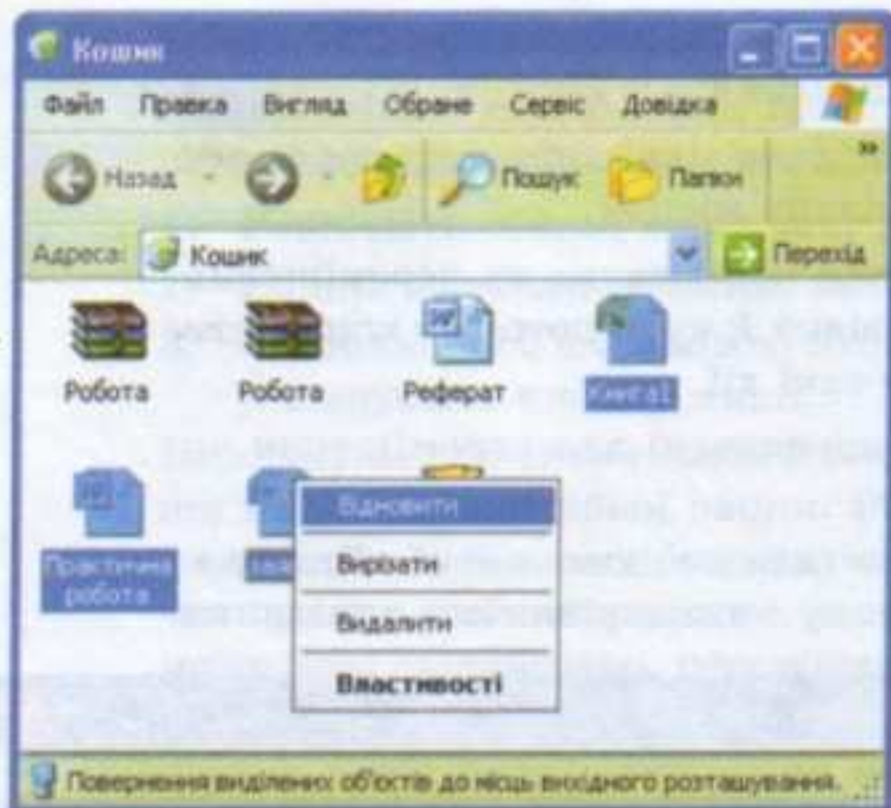 Кошик
Файл Правка Вигляд Обране Сервіс Довідка
Назад Пошук Папки »
Адреса: Кошик Перехід
Робота Робота Реферат Книга1
Практична
робота
Відновити
Вирізати
Видалити
Властивості
Повернення виділених об'єктів до місць вихідного розташування.